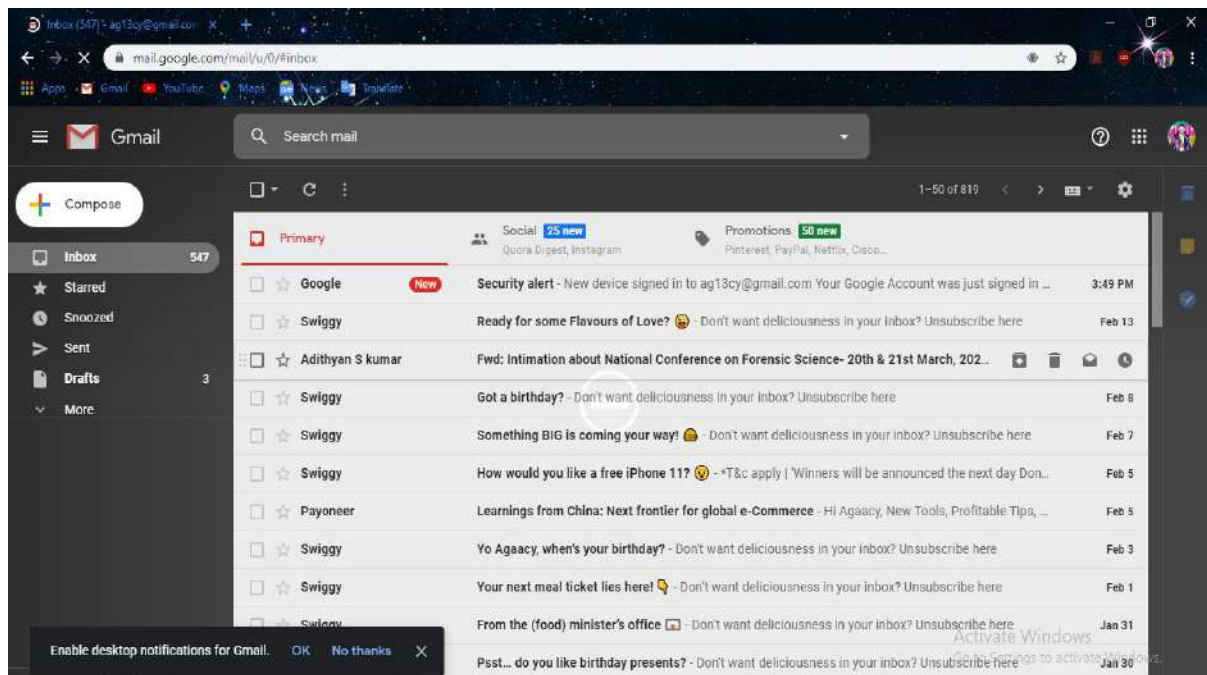 Inbox (547) - ag13cy@gmail.com
mail.google.com/mail/u/0/#inbox
Apps Gmail YouTube Maps News Translate
Gmail
Search mail
Compose
1–50 of 819
Primary
Social 25 new
Quora Digest, Instagram
Promotions 50 new
Pinterest, PayPal, Netflix, Cisco...
Inbox 547
Starred
Snoozed
Sent
Drafts 3
More
Google New Security alert - New device signed in to ag13cy@gmail.com Your Google Account was just signed in ... 3:49 PM
Swiggy Ready for some Flavours of Love? 😜 - Don't want deliciousness in your inbox? Unsubscribe here Feb 13
Adithyan S kumar Fwd: Intimation about National Conference on Forensic Science- 20th & 21st March, 202...
Swiggy Got a birthday? - Don't want deliciousness in your inbox? Unsubscribe here Feb 8
Swiggy Something BIG is coming your way! - Don't want deliciousness in your inbox? Unsubscribe here Feb 7
Swiggy How would you like a free iPhone 11? 😲 - *T&c apply | 'Winners will be announced the next day Don... Feb 5
Payoneer Learnings from China: Next frontier for global e-Commerce - Hi Agaacy, New Tools, Profitable Tips, ... Feb 5
Swiggy Yo Agaacy, when's your birthday? - Don't want deliciousness in your inbox? Unsubscribe here Feb 3
Swiggy Your next meal ticket lies here! 👇 - Don't want deliciousness in your inbox? Unsubscribe here Feb 1
Swiggy From the (food) minister's office - Don't want deliciousness in your inbox? Unsubscribe here Jan 31
Psst... do you like birthday presents? - Don't want deliciousness in your inbox? Unsubscribe here Jan 30
Enable desktop notifications for Gmail. OK No thanks
Activate Windows
Go to Settings to activate Windows.